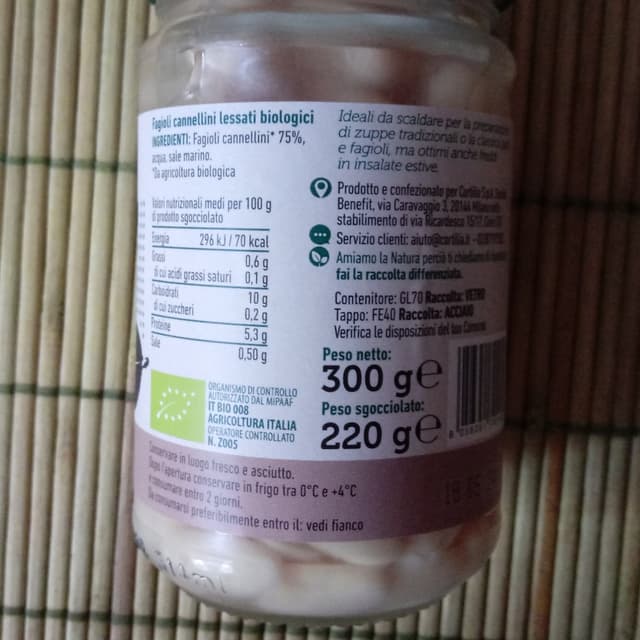 Fagioli cannellini lessati biologici
INGREDIENTI: Fagioli cannellini* 75%,
acqua, sale marino.
*Da agricoltura biologica
Valori nutrizionali medi per 100 g
di prodotto sgocciolato
Energia 296 kJ / 70 kcal
Grassi 0,6 g
di cui acidi grassi saturi 0,1 g
Carboidrati 10 g
di cui zuccheri 0,2 g
Proteine 5,3 g
Sale 0,50 g
ORGANISMO DI CONTROLLO
AUTORIZZATO DAL MIPAAF
IT BIO 008
AGRICOLTURA ITALIA
OPERATORE CONTROLLATO
N. Z005
Ideali da scaldare per la preparazione
di zuppe tradizionali o la classica
e fagioli, ma ottimi anche freddi
in insalate estive.
Prodotto e confezionato per Cortilia S.p.A. Società
Benefit, via Caravaggio 3, 20144 Milano
stabilimento di via
Servizio clienti: aiuto@cortilia.it
Amiamo la Natura perciò ti chiediamo di
fai la raccolta differenziata.
Contenitore: GL70 Raccolta: VETRO
Tappo: FE40 Raccolta: ACCIAIO
Verifica le disposizioni del tuo Comune.
Peso netto:
300 g e
Peso sgocciolato:
220 g e
Conservare in luogo fresco e asciutto.
Dopo l'apertura conservare in frigo tra 0°C e +4°C
e consumare entro 2 giorni.
Da consumarsi preferibilmente entro il: vedi fianco